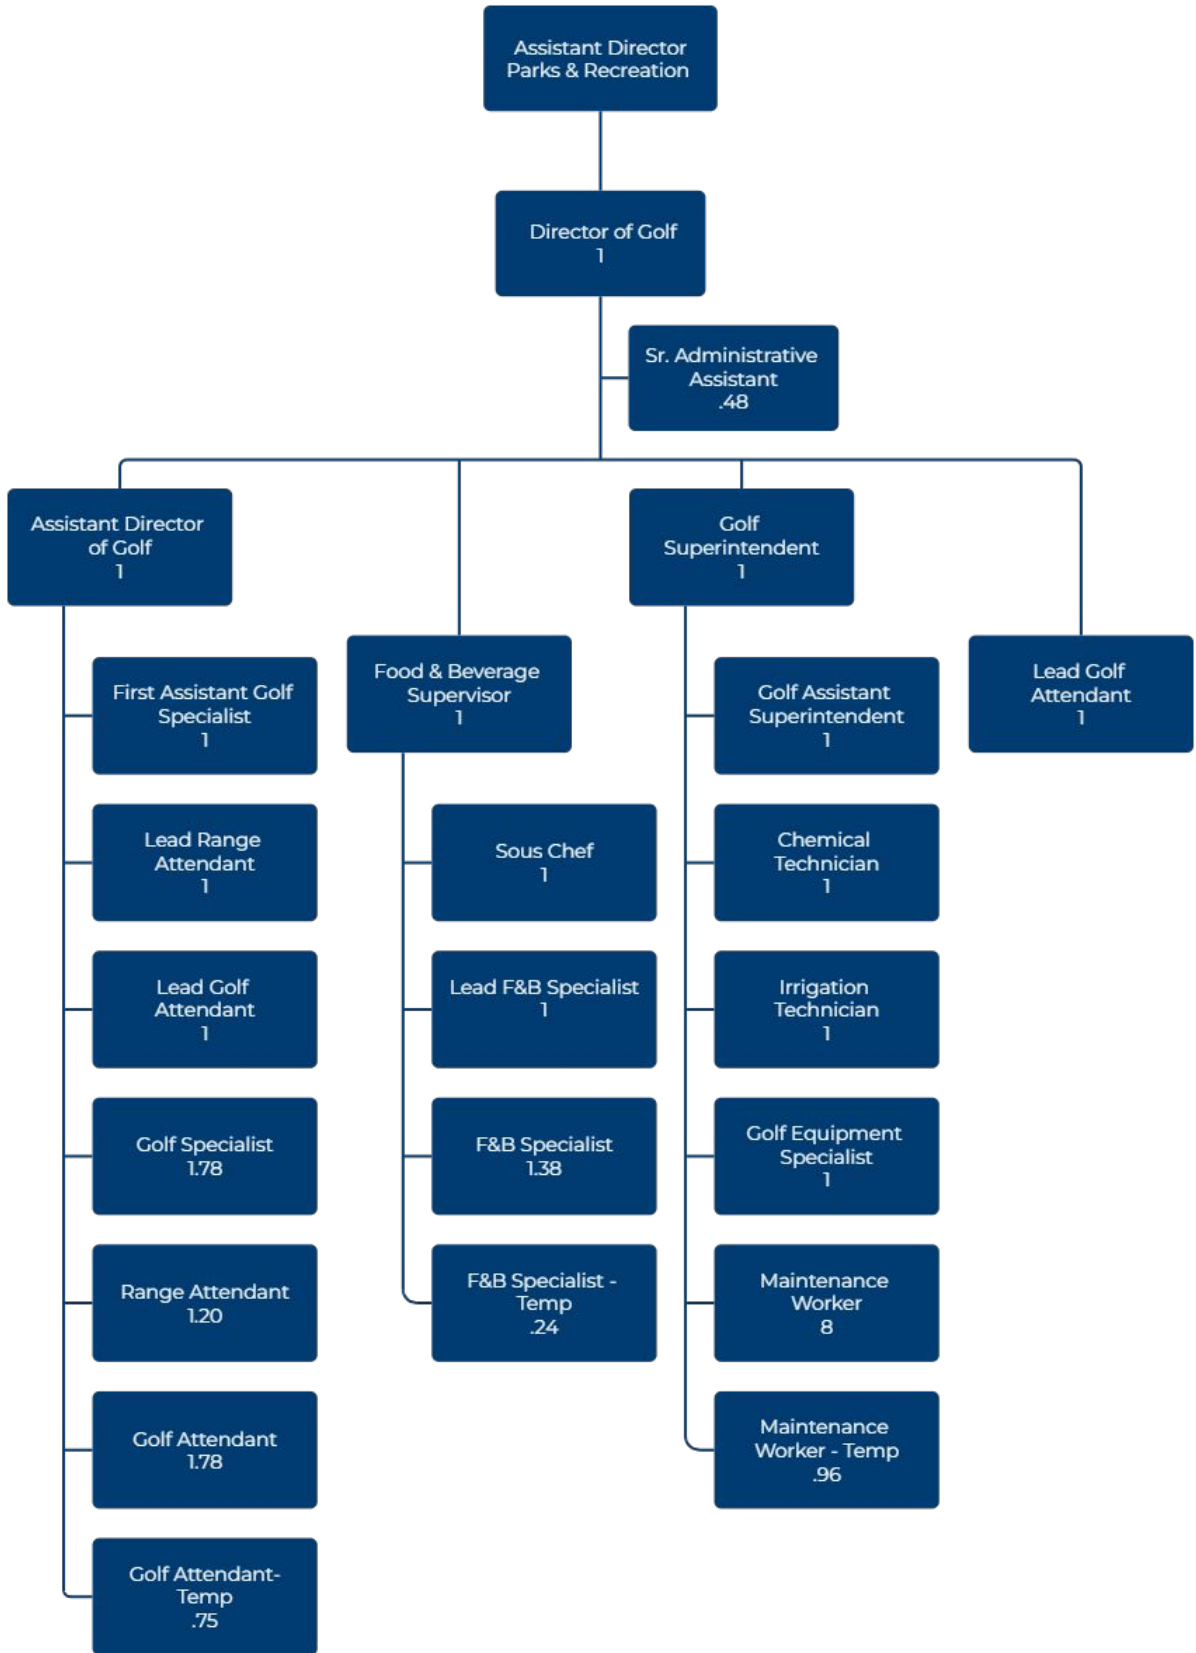 Assistant Director
Parks & Recreation
Director of Golf
1
Sr. Administrative
Assistant
.48
Assistant Director
of Golf
1
First Assistant Golf
Specialist
1
Lead Range
Attendant
1
Lead Golf
Attendant
1
Golf Specialist
1.78
Range Attendant
1.20
Golf Attendant
1.78
Golf Attendant-
Temp
.75
Food & Beverage
Supervisor
1
Sous Chef
1
Lead F&B Specialist
1
F&B Specialist
1.38
F&B Specialist -
Temp
.24
Golf
Superintendent
1
Golf Assistant
Superintendent
1
Chemical
Technician
1
Irrigation
Technician
1
Golf Equipment
Specialist
1
Maintenance
Worker
8
Maintenance
Worker - Temp
.96
Lead Golf
Attendant
1